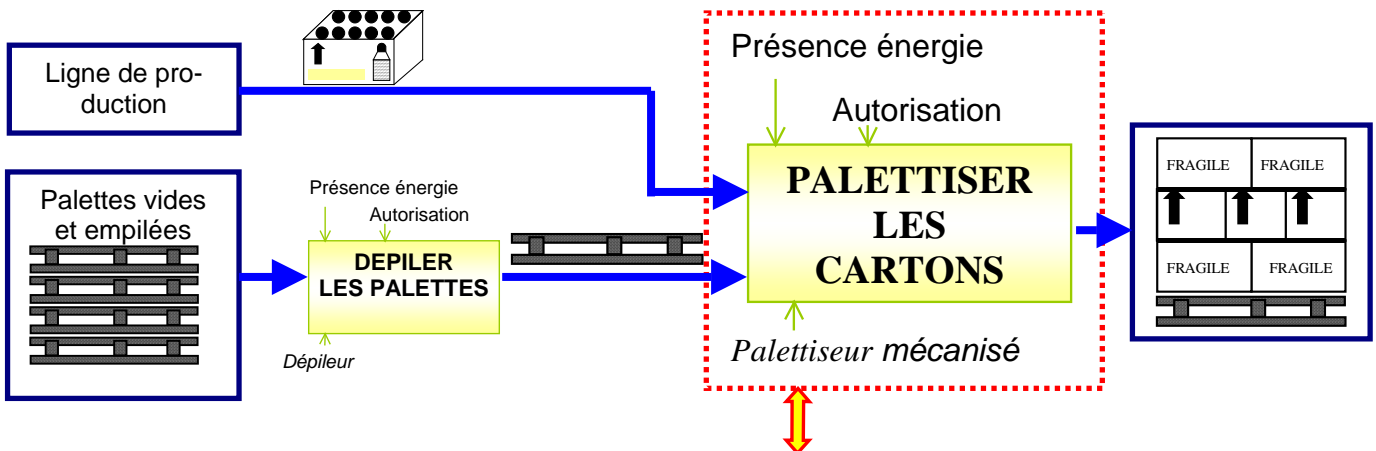 Ligne de pro-
duction
Palettes vides
et empilées
Présence énergie
Autorisation
DEPILER
LES PALETTES
Dépileur
Présence énergie
Autorisation
PALETTISER
LES
CARTONS
Palettiseur mécanisé
FRAGILE FRAGILE
FRAGILE FRAGILE